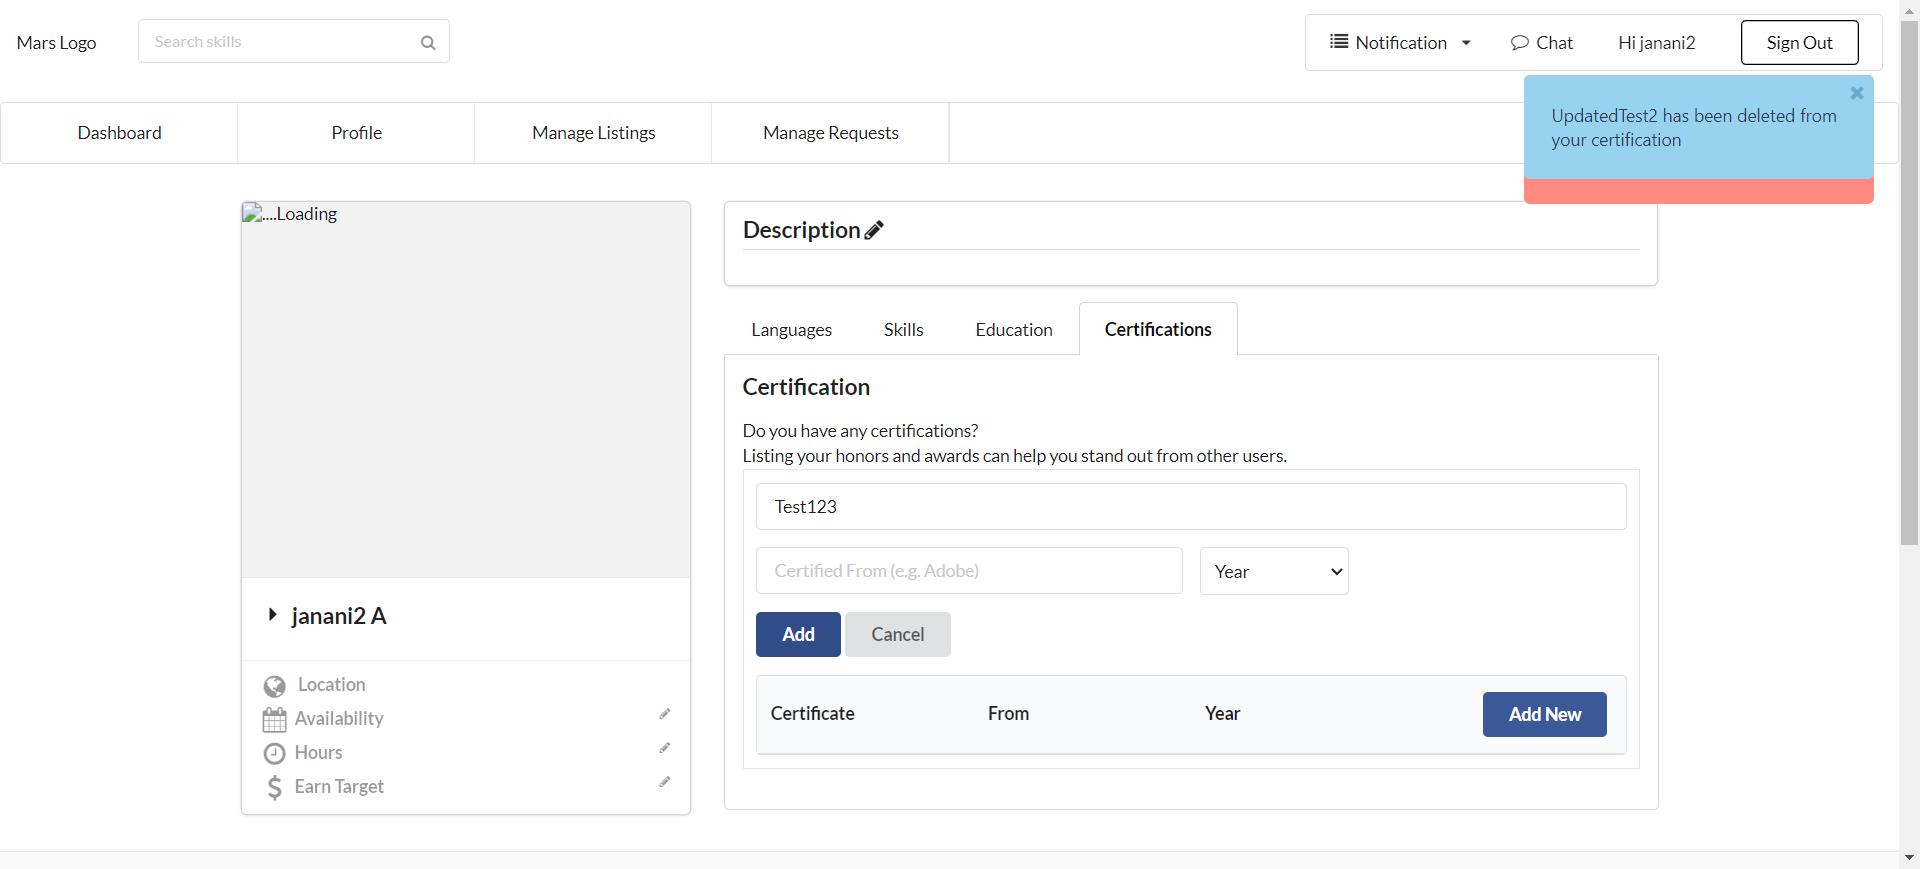 Mars Logo
Search skills
Notification
Chat
Hi janani2
Sign Out
UpdatedTest2 has been deleted from
your certification
Dashboard
Profile
Manage Listings
Manage Requests
....Loading
janani2 A
Location
Availability
Hours
Earn Target
Description
Languages
Skills
Education
Certifications
Certification
Do you have any certifications?
Listing your honors and awards can help you stand out from other users.
Test123
Certified From (e.g. Adobe)
Year
Add
Cancel
Certificate
From
Year
Add New